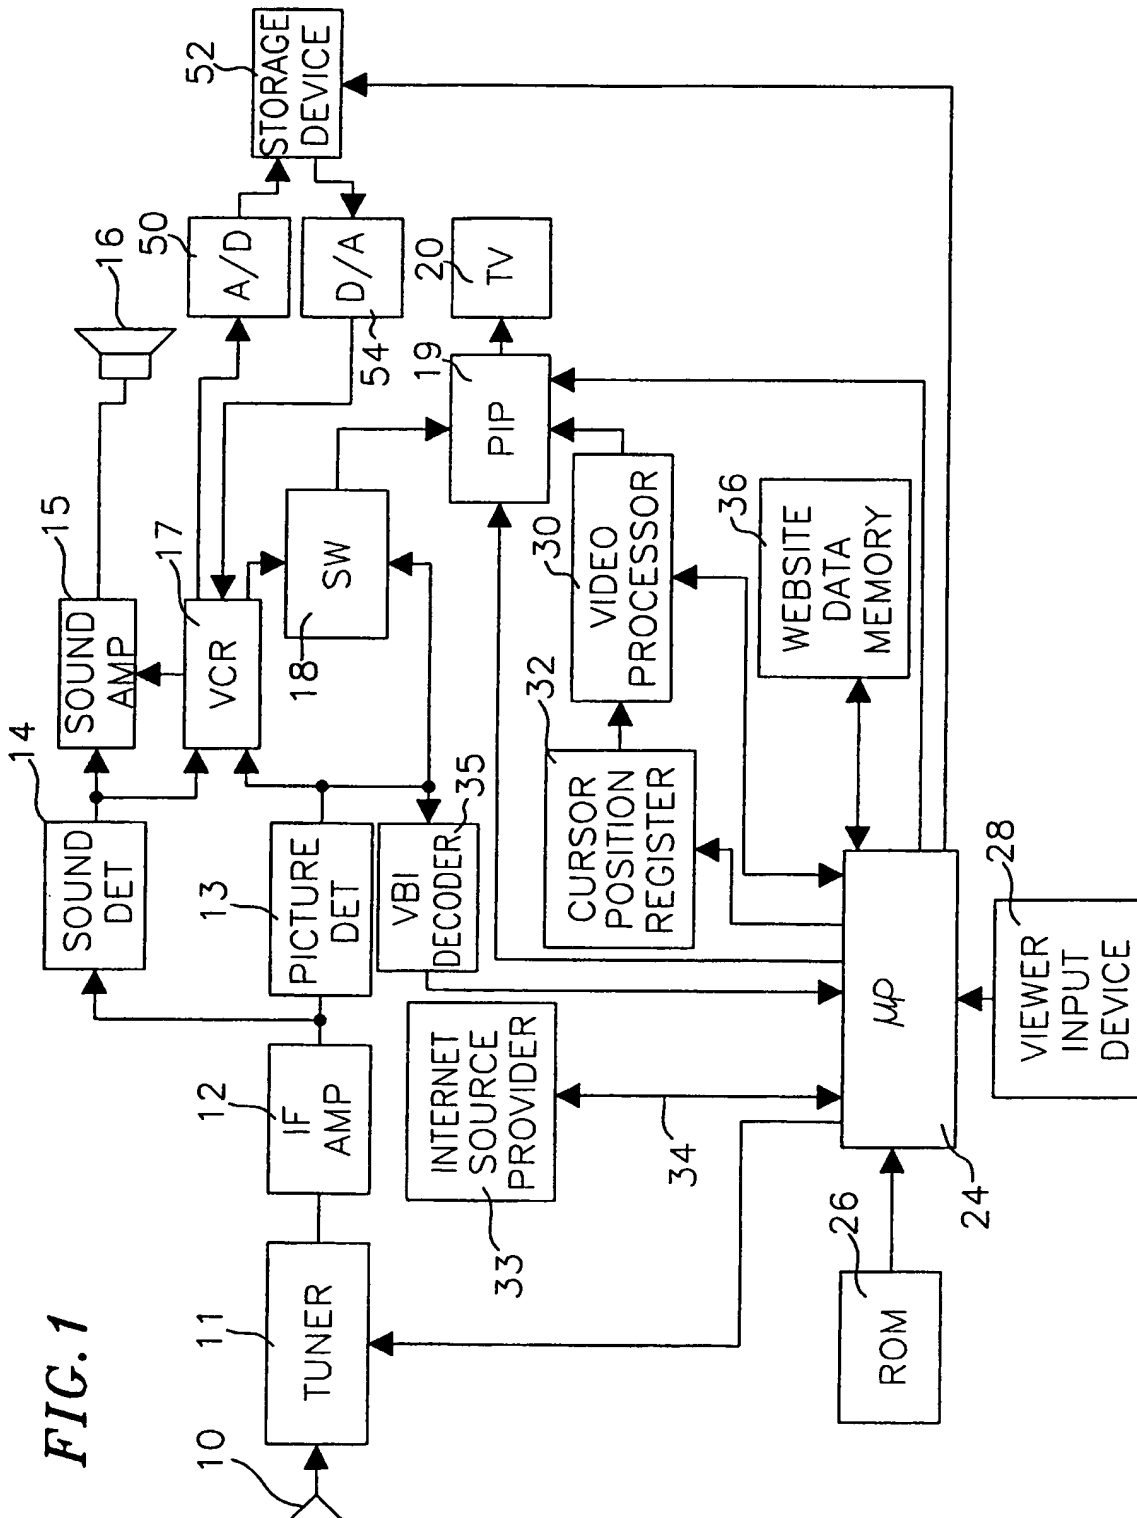 FIG.1
10
11
TUNER
12
IF
AMP
13
PICTURE
DET
14
SOUND
DET
15
SOUND
AMP
16
17
VCR
18
SW
19
PIP
20
TV
50
A/D
52
STORAGE
DEVICE
54
D/A
35
VBI
DECODER
33
INTERNET
SOURCE
PROVIDER
34
32
CURSOR
POSITION
REGISTER
30
VIDEO
PROCESSOR
36
WEBSITE
DATA
MEMORY
26
ROM
24
μP
28
VIEWER
INPUT
DEVICE